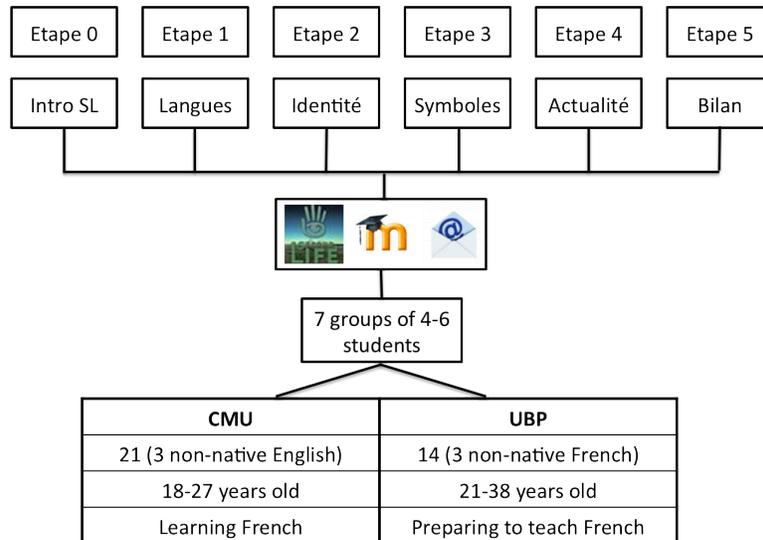 Etape 0
Etape 1
Etape 2
Etape 3
Etape 4
Etape 5
Intro SL
Langues
Identité
Symboles
Actualité
Bilan
LIFE
m
@
7 groups of 4-6
students
CMU
UBP
21 (3 non-native English)
14 (3 non-native French)
18-27 years old
21-38 years old
Learning French
Preparing to teach French